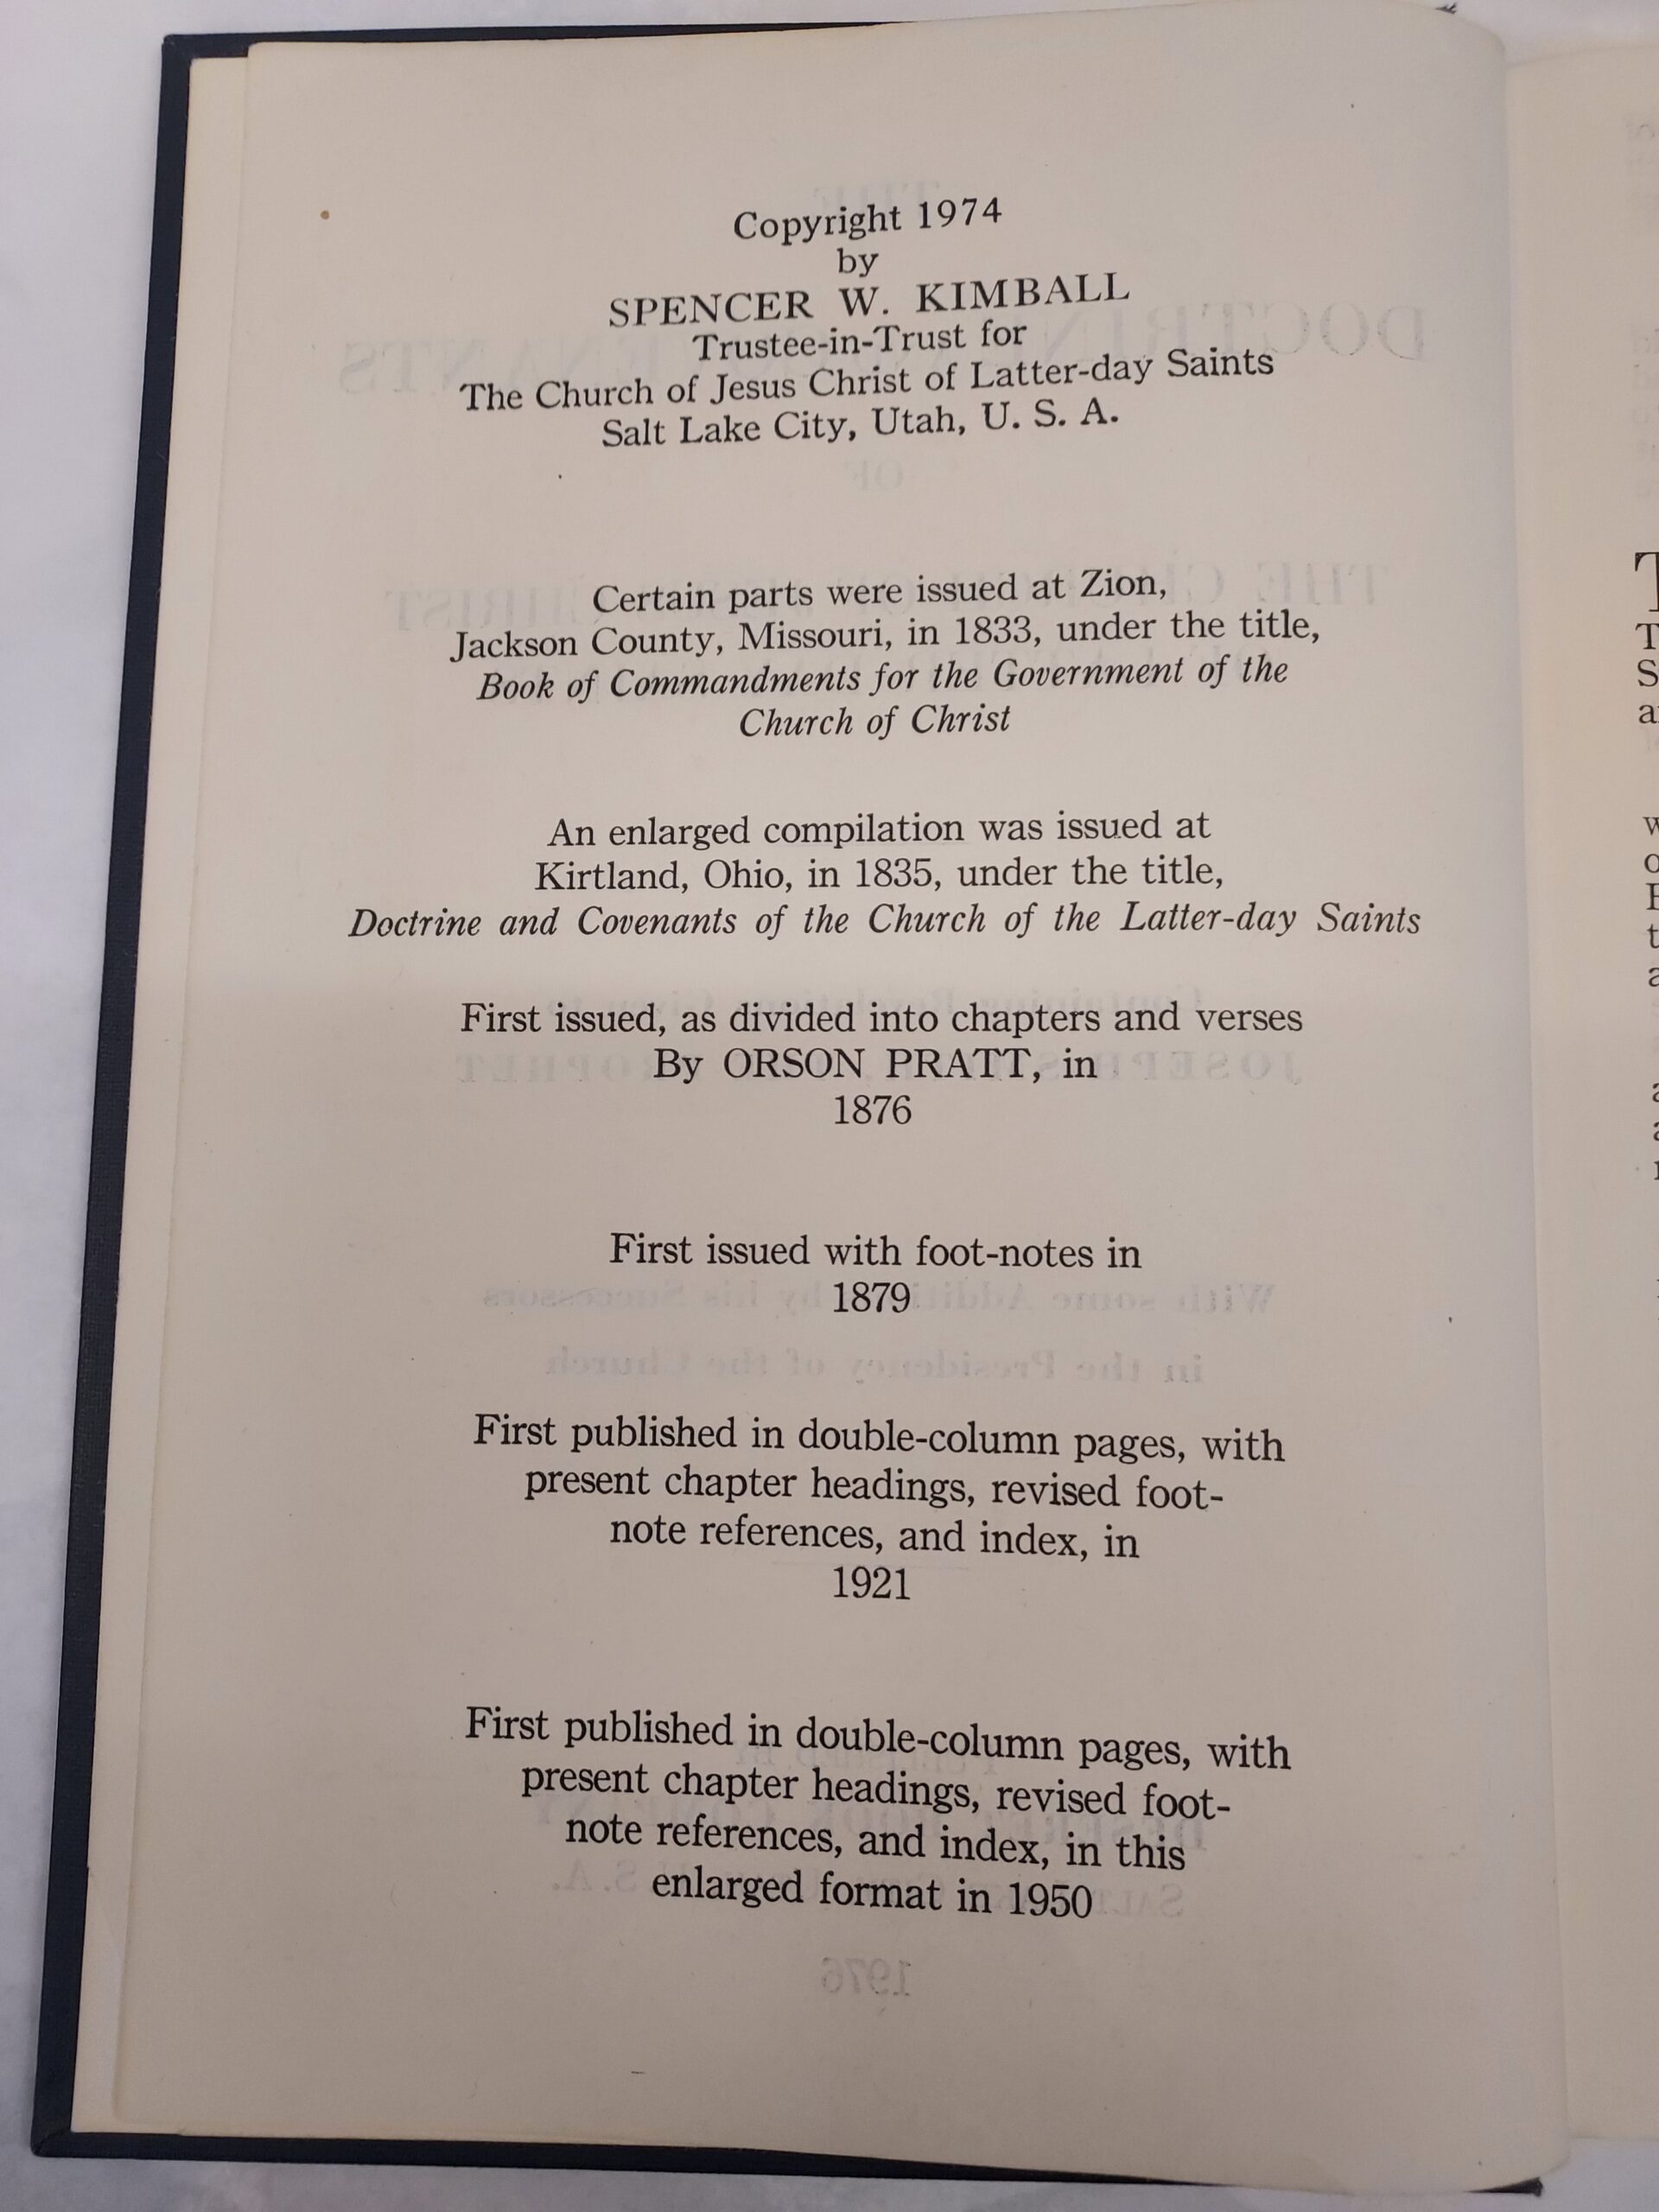 Copyright 1974
by
SPENCER W. KIMBALL
Trustee-in-Trust for
The Church of Jesus Christ of Latter-day Saints
Salt Lake City, Utah, U. S. A.
Certain parts were issued at Zion,
Jackson County, Missouri, in 1833, under the title,
Book of Commandments for the Government of the
Church of Christ
An enlarged compilation was issued at
Kirtland, Ohio, in 1835, under the title,
Doctrine and Covenants of the Church of the Latter-day Saints
First issued, as divided into chapters and verses
By ORSON PRATT, in
1876
First issued with foot-notes in
1879
First published in double-column pages, with
present chapter headings, revised foot-
note references, and index, in
1921
First published in double-column pages, with
present chapter headings, revised foot-
note references, and index, in this
enlarged format in 1950